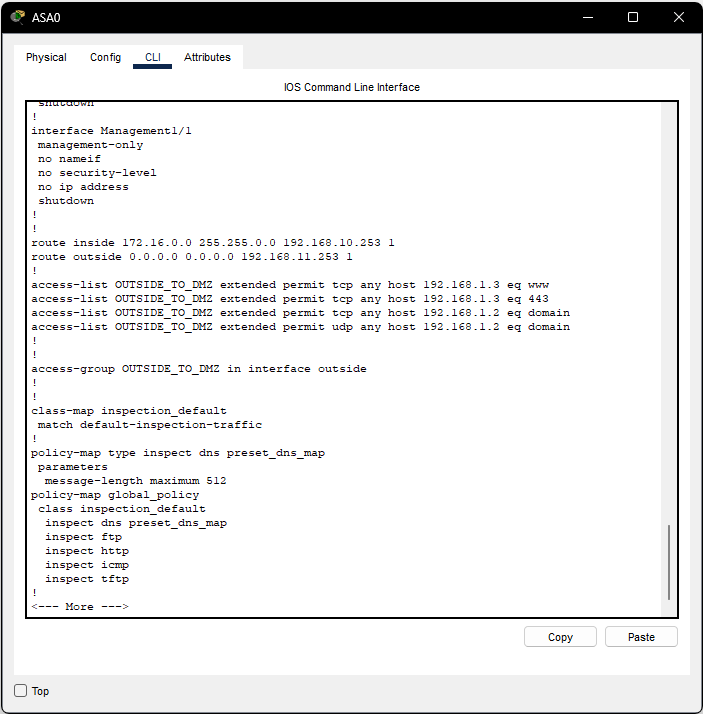 ASA0
Physical Config CLI Attributes
IOS Command Line Interface
shutdown
!
interface Management1/1
management-only
no nameif
no security-level
no ip address
shutdown
!
!
route inside 172.16.0.0 255.255.0.0 192.168.10.253 1
route outside 0.0.0.0 0.0.0.0 192.168.11.253 1
!
access-list OUTSIDE_TO_DMZ extended permit tcp any host 192.168.1.3 eq www
access-list OUTSIDE_TO_DMZ extended permit tcp any host 192.168.1.3 eq 443
access-list OUTSIDE_TO_DMZ extended permit tcp any host 192.168.1.2 eq domain
access-list OUTSIDE_TO_DMZ extended permit udp any host 192.168.1.2 eq domain
!
!
access-group OUTSIDE_TO_DMZ in interface outside
!
!
class-map inspection_default
match default-inspection-traffic
!
policy-map type inspect dns preset_dns_map
parameters
message-length maximum 512
policy-map global_policy
class inspection_default
inspect dns preset_dns_map
inspect ftp
inspect http
inspect icmp
inspect tftp
!
<--- More --->
Copy Paste
Top